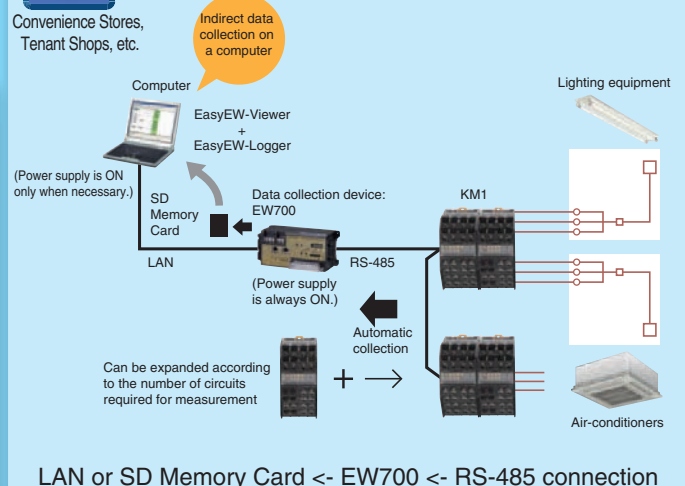 Convenience Stores,
Tenant Shops, etc.
Indirect data
collection on
a computer
Computer
EasyEW-Viewer
+
EasyEW-Logger
Lighting equipment
(Power supply is ON
only when necessary.)
SD
Memory
Card
Data collection device:
EW700
KM1
LAN
RS-485
(Power supply
is always ON.)
Automatic
collection
Can be expanded according
to the number of circuits
required for measurement
+
Air-conditioners
LAN or SD Memory Card <- EW700 <- RS-485 connection